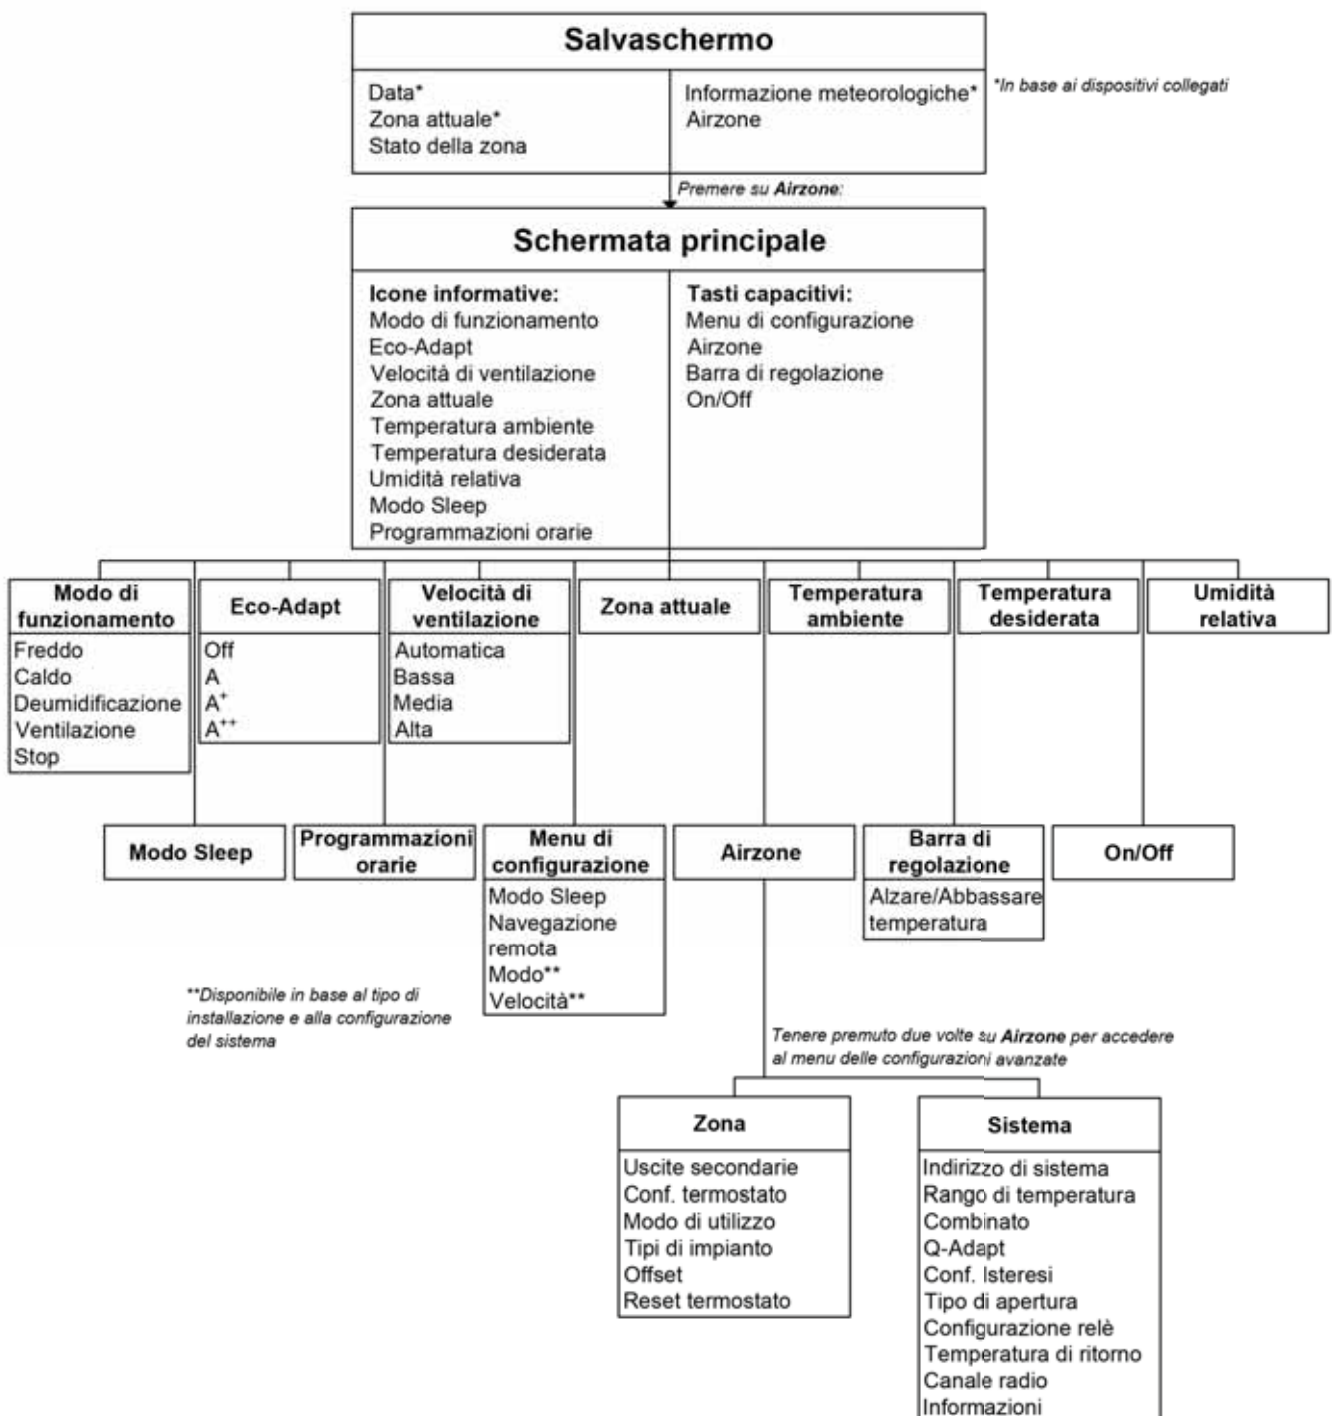 Salvaschermo
Data*
Zona attuale*
Stato della zona
Informazione meteorologiche*
Airzone
*In base ai dispositivi collegati
Premere su Airzone:
Schermata principale
Icone informative:
Modo di funzionamento
Eco-Adapt
Velocità di ventilazione
Zona attuale
Temperatura ambiente
Temperatura desiderata
Umidità relativa
Modo Sleep
Programmazioni orarie
Tasti capacitivi:
Menu di configurazione
Airzone
Barra di regolazione
On/Off
Modo di
funzionamento
Freddo
Caldo
Deumidificazione
Ventilazione
Stop
Eco-Adapt
Off
A
A⁺
A⁺⁺
Velocità di
ventilazione
Automatica
Bassa
Media
Alta
Zona attuale
Temperatura
ambiente
Temperatura
desiderata
Umidità
relativa
Modo Sleep
Programmazioni
orarie
Menu di
configurazione
Modo Sleep
Navegazione
remota
Modo**
Velocità**
Airzone
Barra di
regolazione
Alzare/Abbassare
temperatura
On/Off
**Disponibile in base al tipo di
installazione e alla configurazione
del sistema
Tenere premuto due volte su Airzone per accedere
al menu delle configurazioni avanzate
Zona
Uscite secondarie
Conf. termostato
Modo di utilizzo
Tipi di impianto
Offset
Reset termostato
Sistema
Indirizzo di sistema
Rango di temperatura
Combinato
Q-Adapt
Conf. Isteresi
Tipo di apertura
Configurazione relè
Temperatura di ritorno
Canale radio
Informazioni